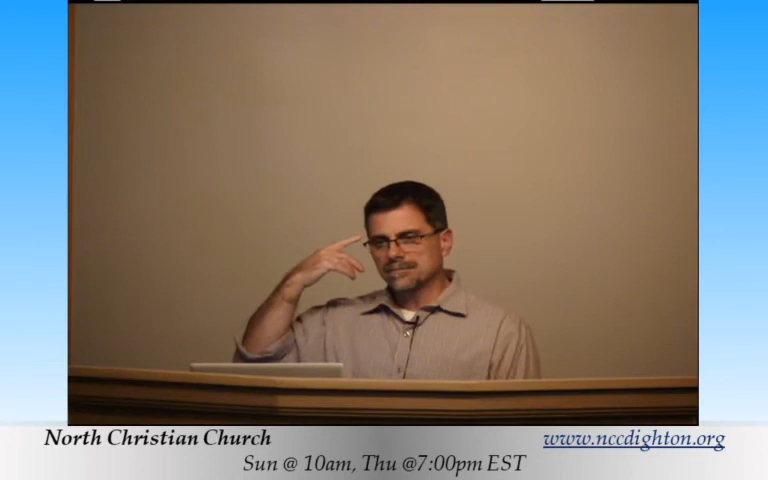 North Christian Church www.nccdighton.org
Sun @ 10am, Thu @7:00pm EST